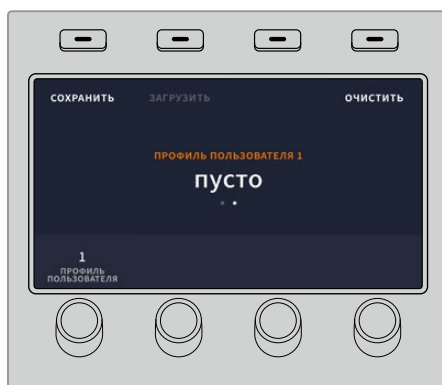 СОХРАНИТЬ ЗАГРУЗИТЬ ОЧИСТИТЬ
ПРОФИЛЬ ПОЛЬЗОВАТЕЛЯ 1
пусто
1
ПРОФИЛЬ
ПОЛЬЗОВАТЕЛЯ